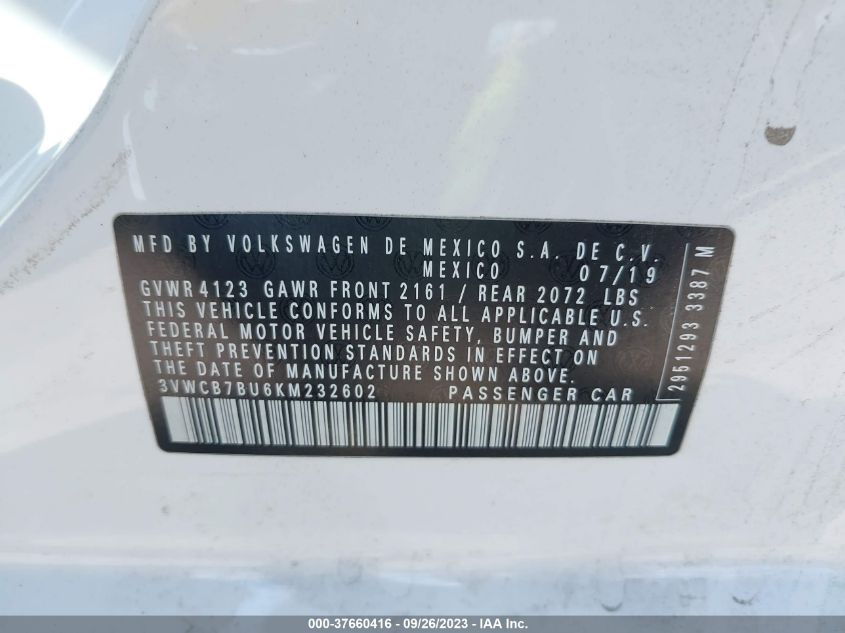 MFD BY VOLKSWAGEN DE MEXICO S.A. DE C.V.
MEXICO 07/19
GVWR 4123 GAWR FRONT 2161 / REAR 2072 LBS
THIS VEHICLE CONFORMS TO ALL APPLICABLE U.S.
FEDERAL MOTOR VEHICLE SAFETY, BUMPER AND
THEFT PREVENTION STANDARDS IN EFFECT ON
THE DATE OF MANUFACTURE SHOWN ABOVE.
3VWCB7BU6KM232602 PASSENGER CAR
2951293 3387 M
000-37660416 - 09/26/2023 - IAA Inc.